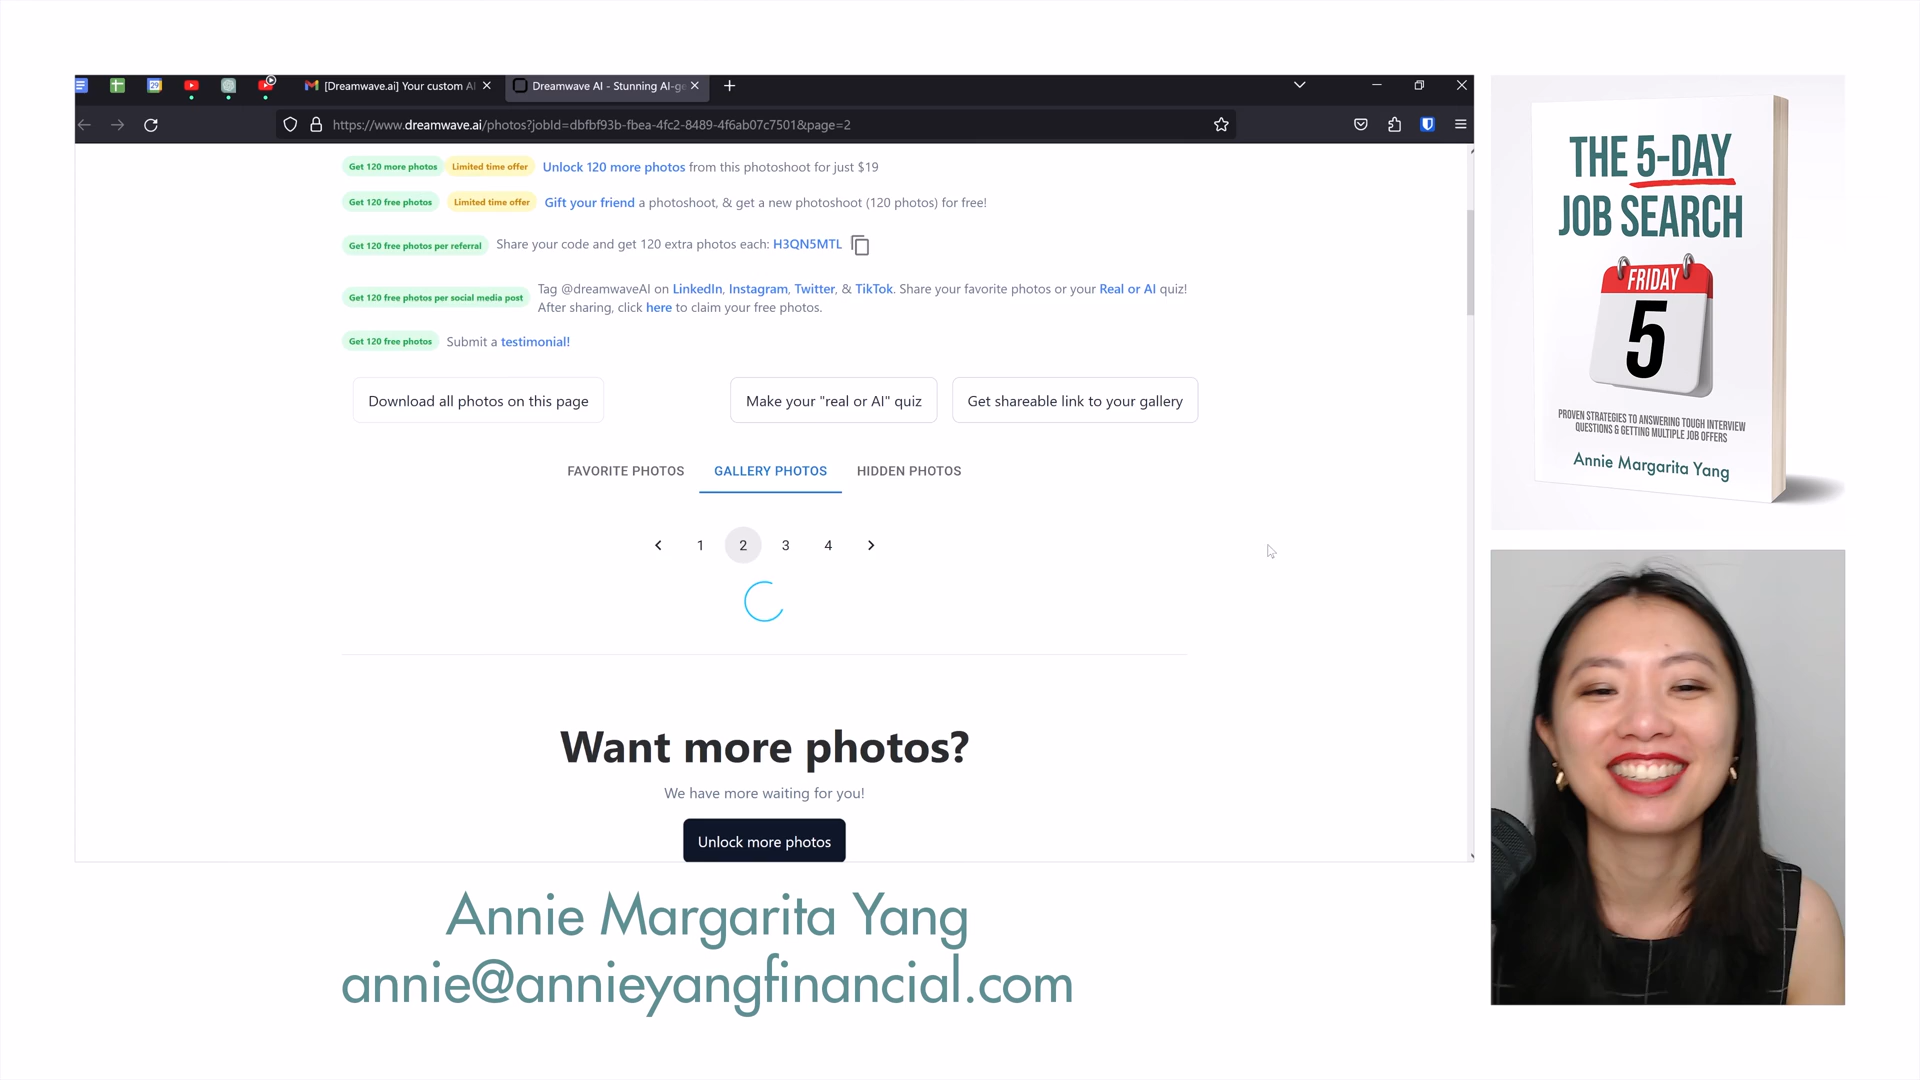 [Dreamwave.ai] Your custom A
Dreamwave AI - Stunning AI-g
https://www.dreamwave.ai/photos?jobId=dbfbf93b-fbea-4fc2-8489-4f6ab07c7501&page=2
Get 120 more photos Limited time offer Unlock 120 more photos from this photoshoot for just $19
Get 120 free photos Limited time offer Gift your friend a photoshoot, & get a new photoshoot (120 photos) for free!
Get 120 free photos per referral Share your code and get 120 extra photos each: H3QN5MTL
Get 120 free photos per social media post Tag @dreamwaveAI on LinkedIn, Instagram, Twitter, & TikTok. Share your favorite photos or your Real or AI quiz!
After sharing, click here to claim your free photos.
Get 120 free photos Submit a testimonial!
Download all photos on this page Make your "real or AI" quiz Get shareable link to your gallery
FAVORITE PHOTOS GALLERY PHOTOS HIDDEN PHOTOS
1 2 3 4
Want more photos?
We have more waiting for you!
Unlock more photos
THE 5-DAY
JOB SEARCH
FRIDAY
5
PROVEN STRATEGIES TO ANSWERING TOUGH INTERVIEW
QUESTIONS & GETTING MULTIPLE JOB OFFERS
Annie Margarita Yang
Annie Margarita Yang
annie@annieyangfinancial.com